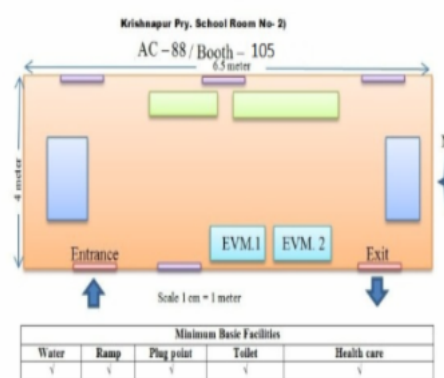 Krishnapur Pry. School Room No- 2)
AC -88 / Booth - 105
6.5 meter
4 meter
EVM.1 EVM. 2
Entrance Exit
Scale 1 cm = 1 meter
Minimum Basic Facilities
Water Ramp Plug point Toilet Health care
√ √ √ √ √